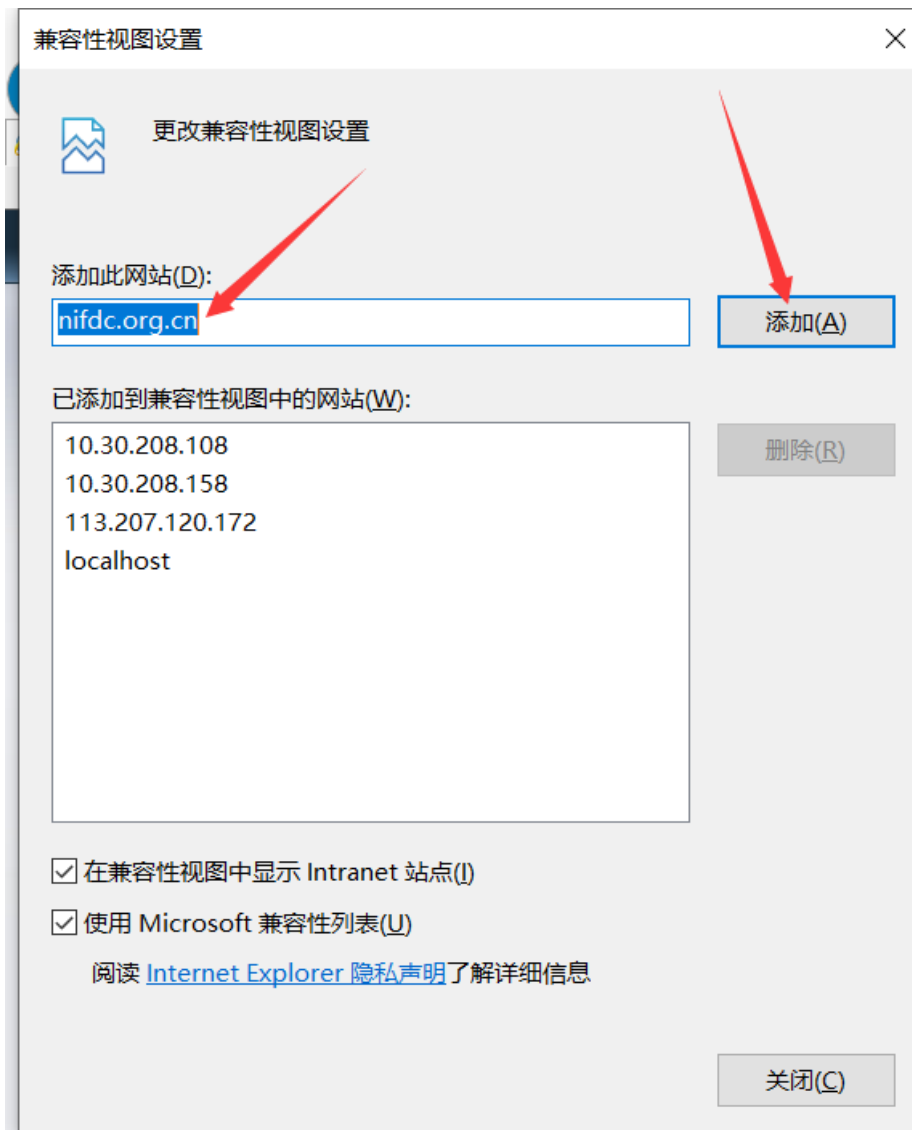 兼容性视图设置
更改兼容性视图设置
添加此网站(D):
nifdc.org.cn
添加(A)
已添加到兼容性视图中的网站(W):
10.30.208.108
删除(R)
10.30.208.158
113.207.120.172
localhost
在兼容性视图中显示 Intranet 站点(I)
使用 Microsoft 兼容性列表(U)
阅读 Internet Explorer 隐私声明了解详细信息
关闭(C)